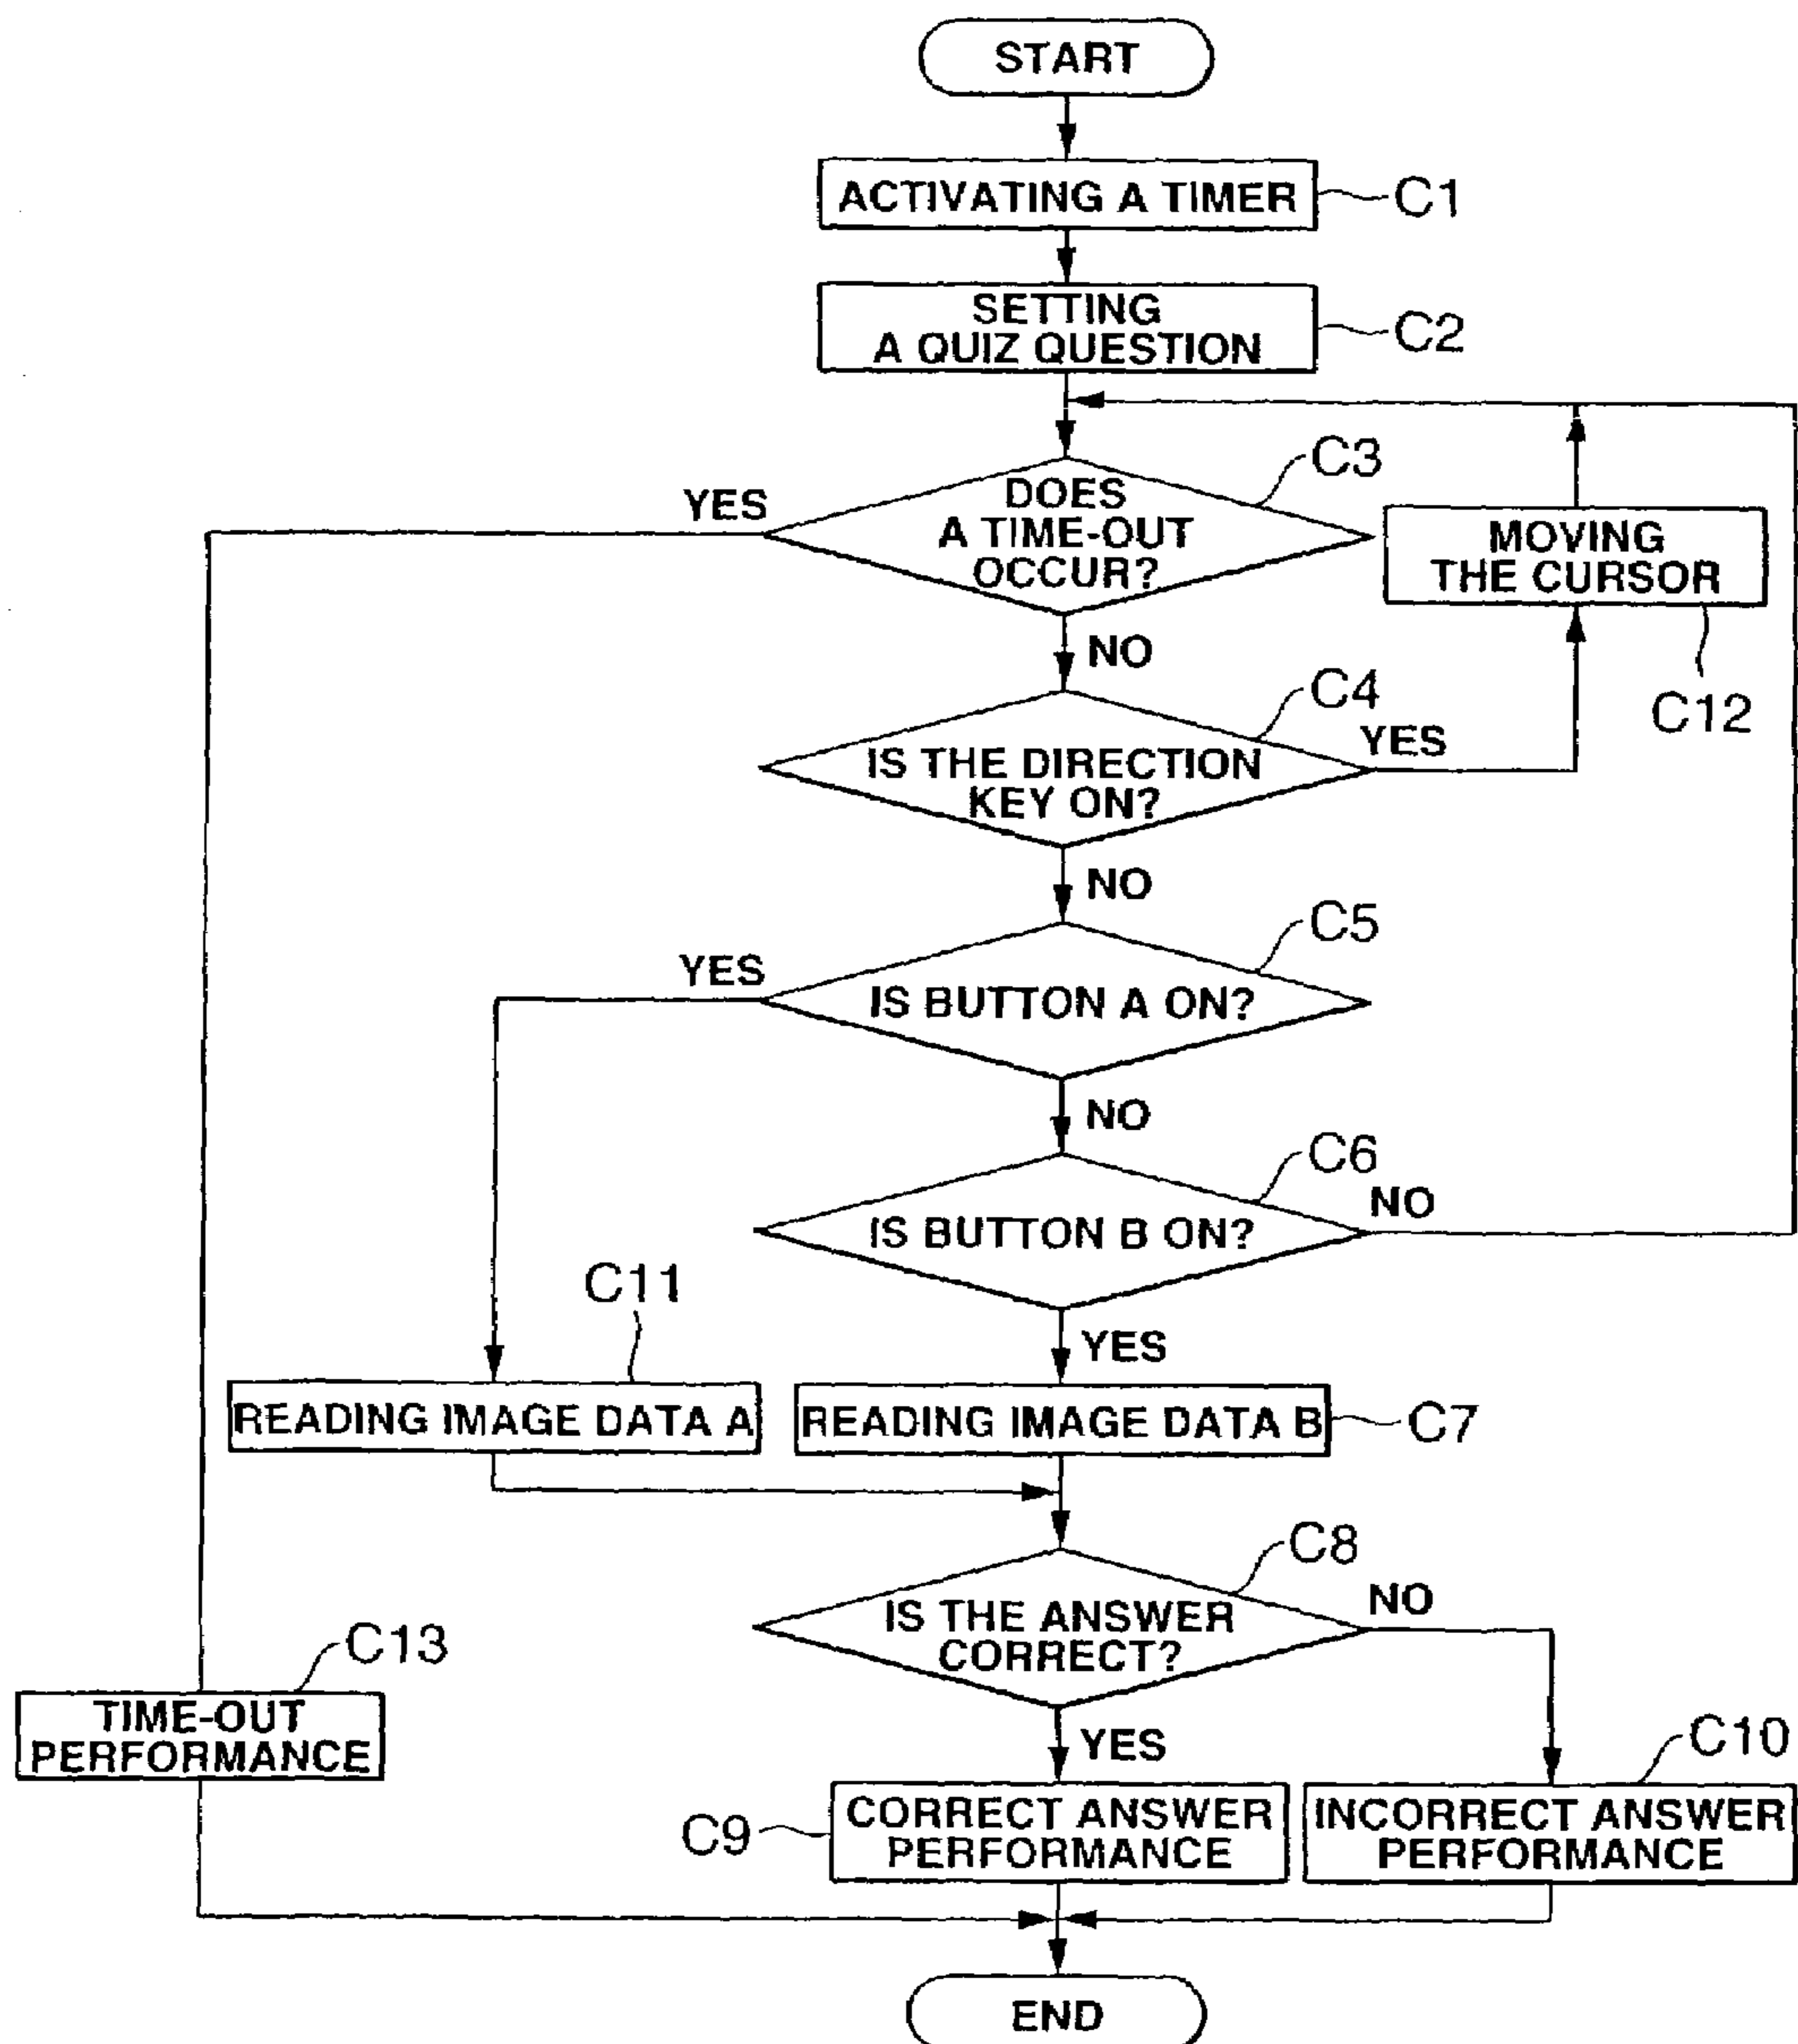 START
ACTIVATING A TIMER
C1
SETTING
A QUIZ QUESTION
C2
C3
YES
DOES
A TIME-OUT
OCCUR?
MOVING
THE CURSOR
NO
C4
C12
YES
IS THE DIRECTION
KEY ON?
NO
C5
YES
IS BUTTON A ON?
NO
C6
NO
IS BUTTON B ON?
C11
YES
READING IMAGE DATA A
READING IMAGE DATA B
C7
C8
NO
IS THE ANSWER
CORRECT?
C13
TIME-OUT
PERFORMANCE
YES
C10
C9
CORRECT ANSWER
PERFORMANCE
INCORRECT ANSWER
PERFORMANCE
END